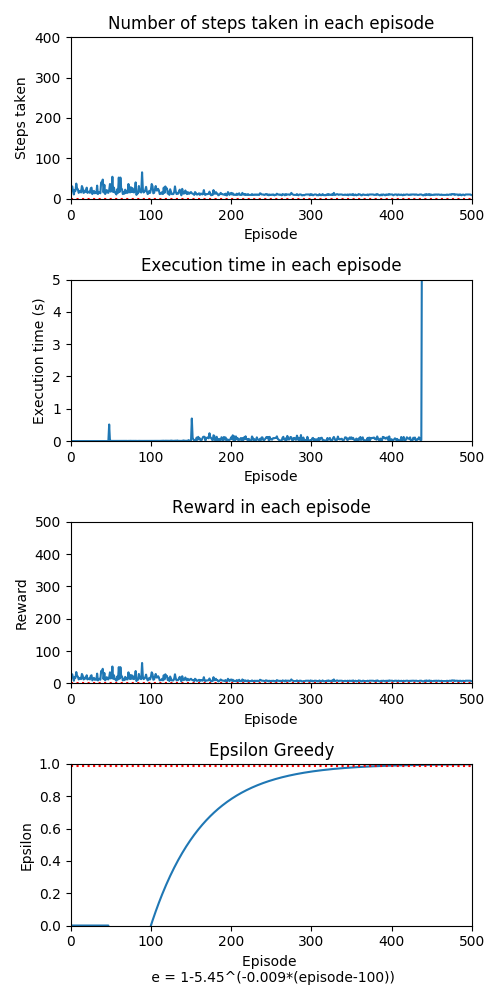 Number of steps taken in each episode
400
300
200
100
0
Steps taken
0 100 200 300 400 500
Episode
Execution time in each episode
5
4
3
2
1
0
Execution time (s)
0 100 200 300 400 500
Episode
Reward in each episode
500
400
300
200
100
0
Reward
0 100 200 300 400 500
Episode
Epsilon Greedy
1.0
0.8
0.6
0.4
0.2
0.0
Epsilon
0 100 200 300 400 500
Episode
e = 1-5.45^(-0.009*(episode-100))